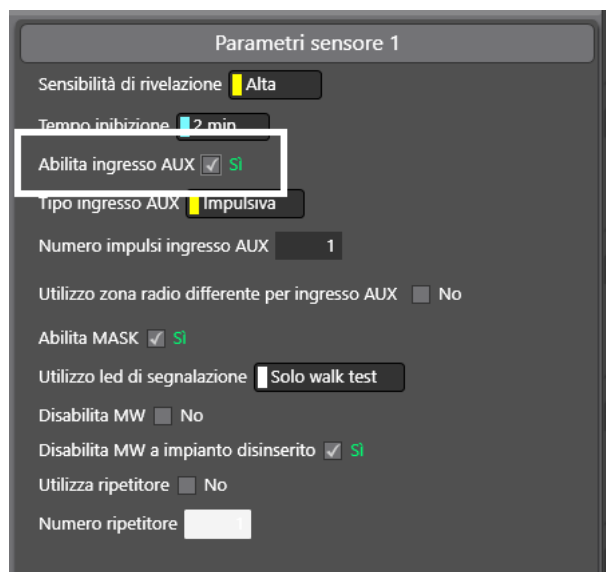 Parametri sensore 1
Sensibilità di rivelazione Alta
Tempo inibizione 2 min
Abilita ingresso AUX Sì
Tipo ingresso AUX Impulsiva
Numero impulsi ingresso AUX 1
Utilizzo zona radio differente per ingresso AUX No
Abilita MASK Sì
Utilizzo led di segnalazione Solo walk test
Disabilita MW No
Disabilita MW a impianto disinserito Sì
Utilizza ripetitore No
Numero ripetitore 1